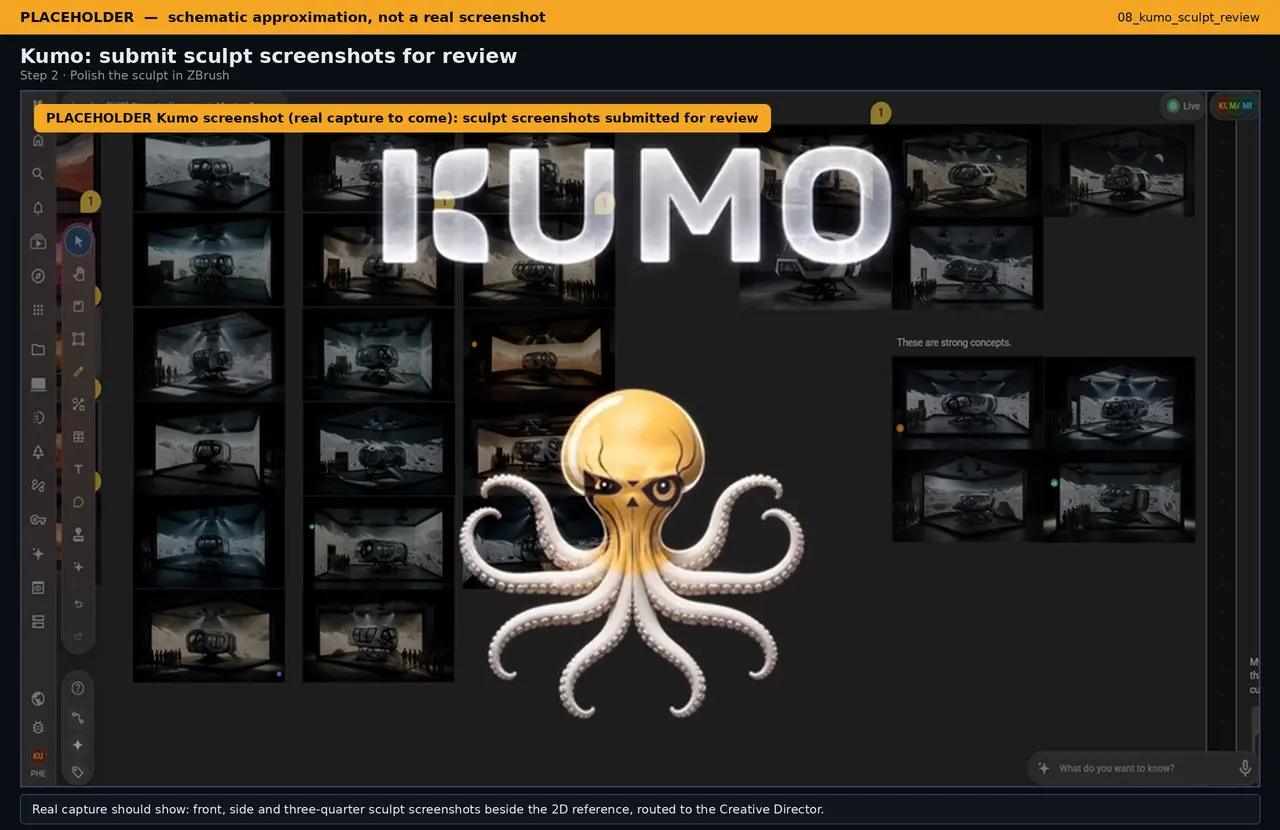 PLACEHOLDER — schematic approximation, not a real screenshot
08_kumo_sculpt_review
Kumo: submit sculpt screenshots for review
Step 2 · Polish the sculpt in ZBrush
PLACEHOLDER Kumo screenshot (real capture to come): sculpt screenshots submitted for review
1
Live
KU
MI
1
1
1
KUMO
These are strong concepts.
KU
PHE
What do you want to know?
Real capture should show: front, side and three-quarter sculpt screenshots beside the 2D reference, routed to the Creative Director.